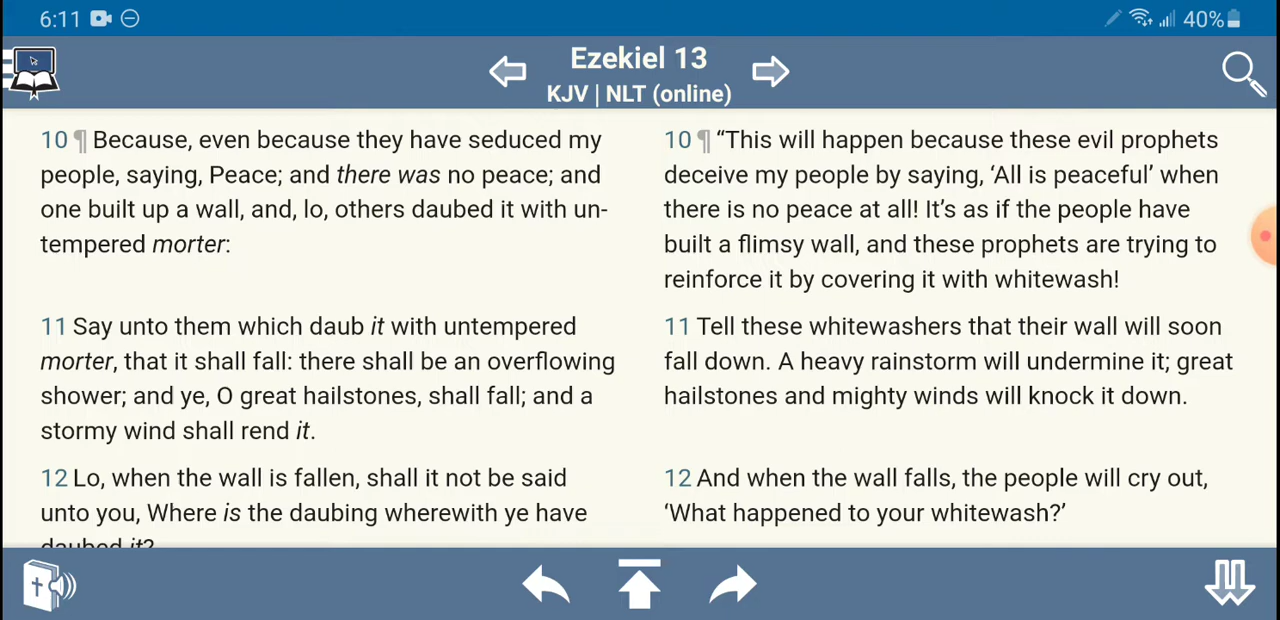 6:11
40%
Ezekiel 13
KJV | NLT (online)
10 ¶ Because, even because they have seduced my
people, saying, Peace; and there was no peace; and
one built up a wall, and, lo, others daubed it with un-
tempered morter:
11 Say unto them which daub it with untempered
morter, that it shall fall: there shall be an overflowing
shower; and ye, O great hailstones, shall fall; and a
stormy wind shall rend it.
12 Lo, when the wall is fallen, shall it not be said
unto you, Where is the daubing wherewith ye have
daubed it?
10 ¶ “This will happen because these evil prophets
deceive my people by saying, ‘All is peaceful’ when
there is no peace at all! It’s as if the people have
built a flimsy wall, and these prophets are trying to
reinforce it by covering it with whitewash!
11 Tell these whitewashers that their wall will soon
fall down. A heavy rainstorm will undermine it; great
hailstones and mighty winds will knock it down.
12 And when the wall falls, the people will cry out,
‘What happened to your whitewash?’